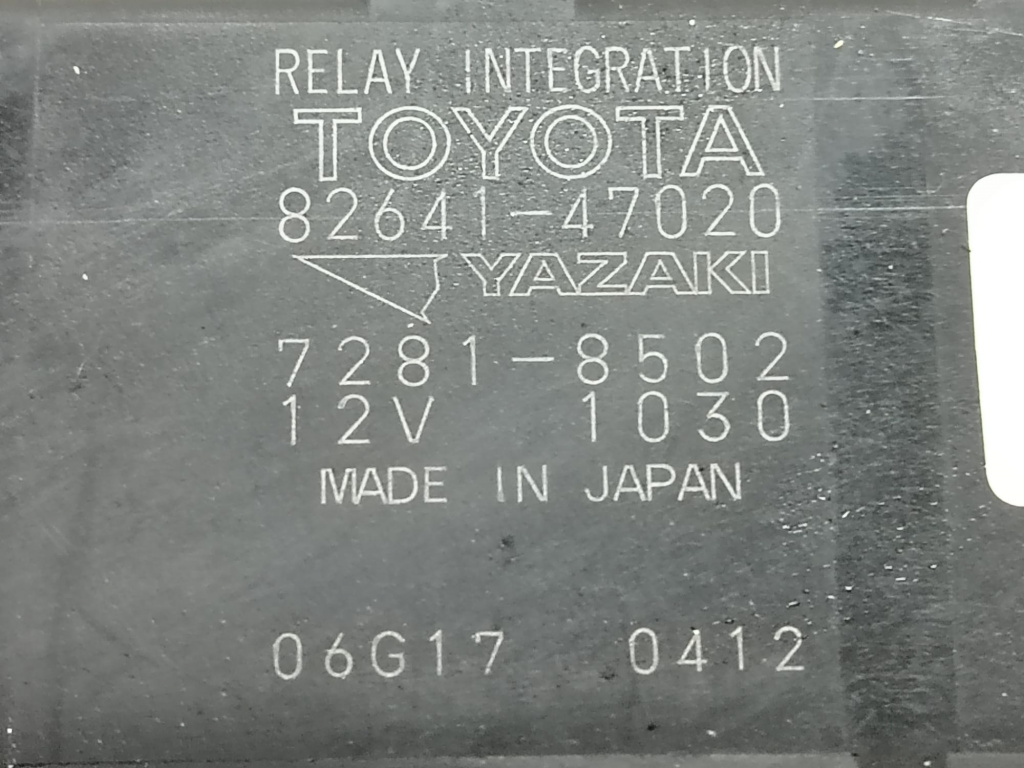 RELAY INTEGRATION
TOYOTA
82641-47020
YAZAKI
7281-8502
12V 1030
MADE IN JAPAN
06G17 0412